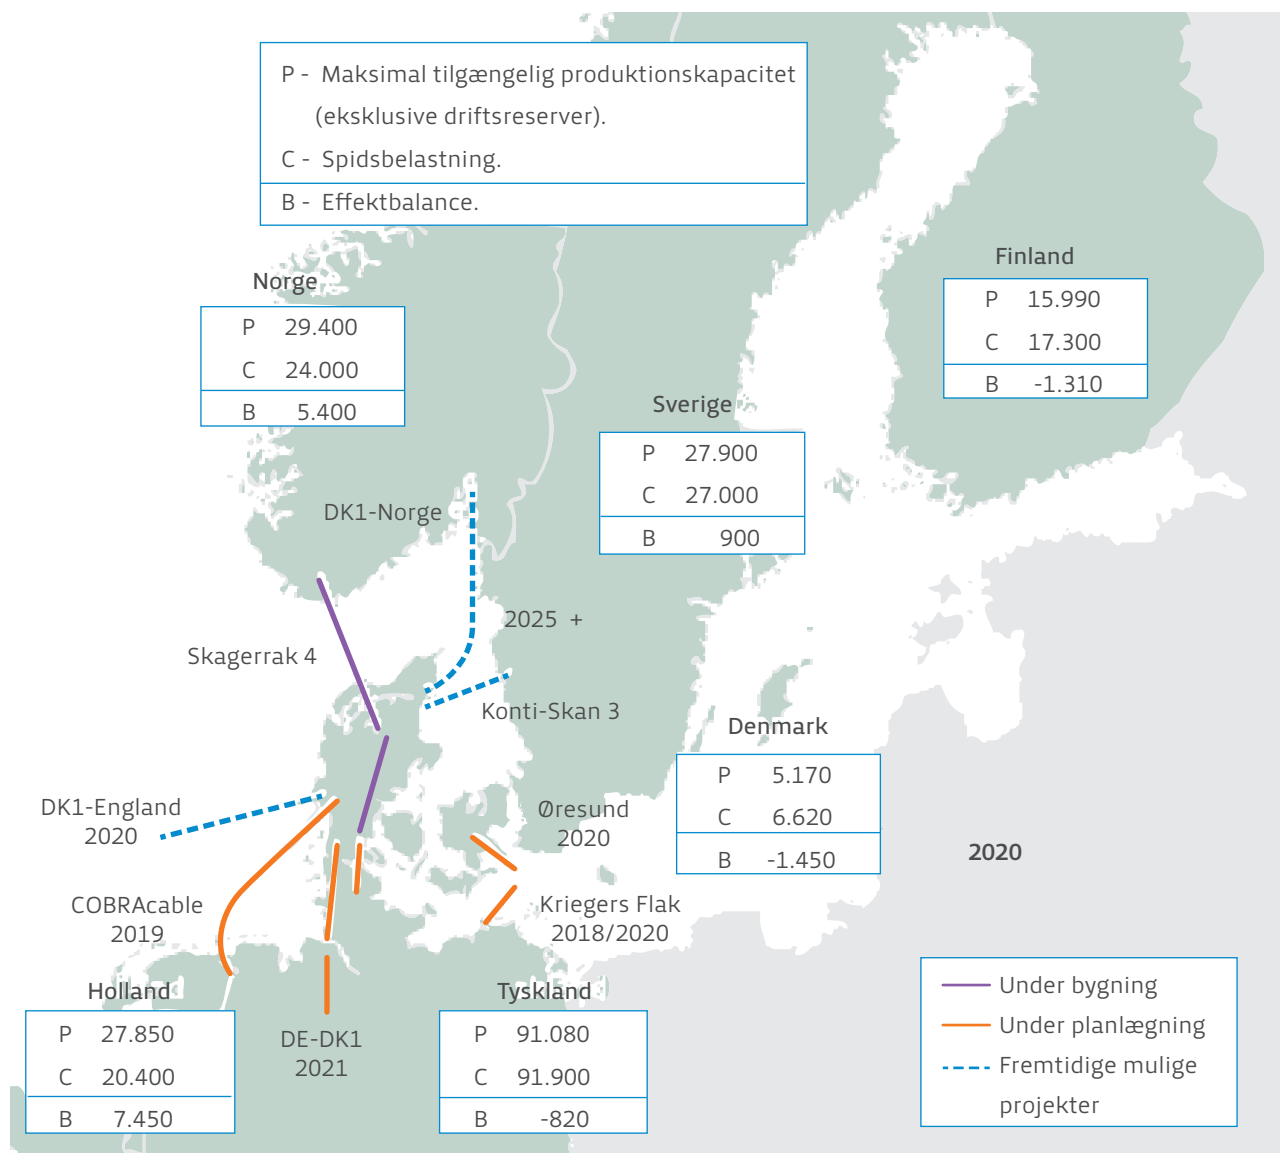 P - Maksimal tilgængelig produktionskapacitet
(eksklusive driftsreserver).
C - Spidsbelastning.
B - Effektbalance.
Norge
P 29.400
C 24.000
B 5.400
Finland
P 15.990
C 17.300
B -1.310
Sverige
P 27.900
C 27.000
B 900
DK1-Norge
2025 +
Skagerrak 4
Konti-Skan 3
Denmark
P 5.170
C 6.620
B -1.450
DK1-England
2020
Øresund
2020
2020
COBRAcable
2019
Kriegers Flak
2018/2020
Holland
P 27.850
C 20.400
B 7.450
DE-DK1
2021
Tyskland
P 91.080
C 91.900
B -820
Under bygning
Under planlægning
Fremtidige mulige
projekter